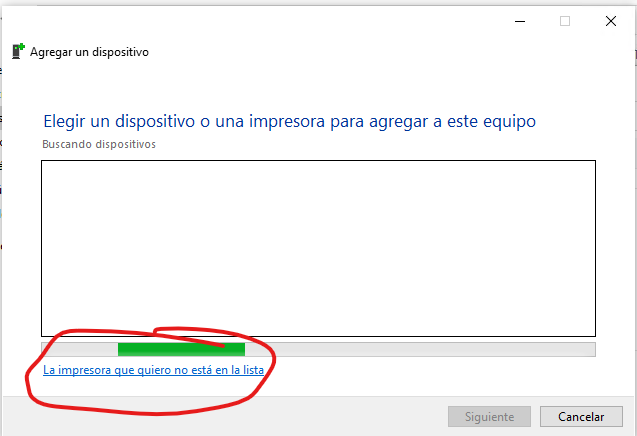 Agregar un dispositivo
Elegir un dispositivo o una impresora para agregar a este equipo
Buscando dispositivos
La impresora que quiero no está en la lista
Siguiente
Cancelar